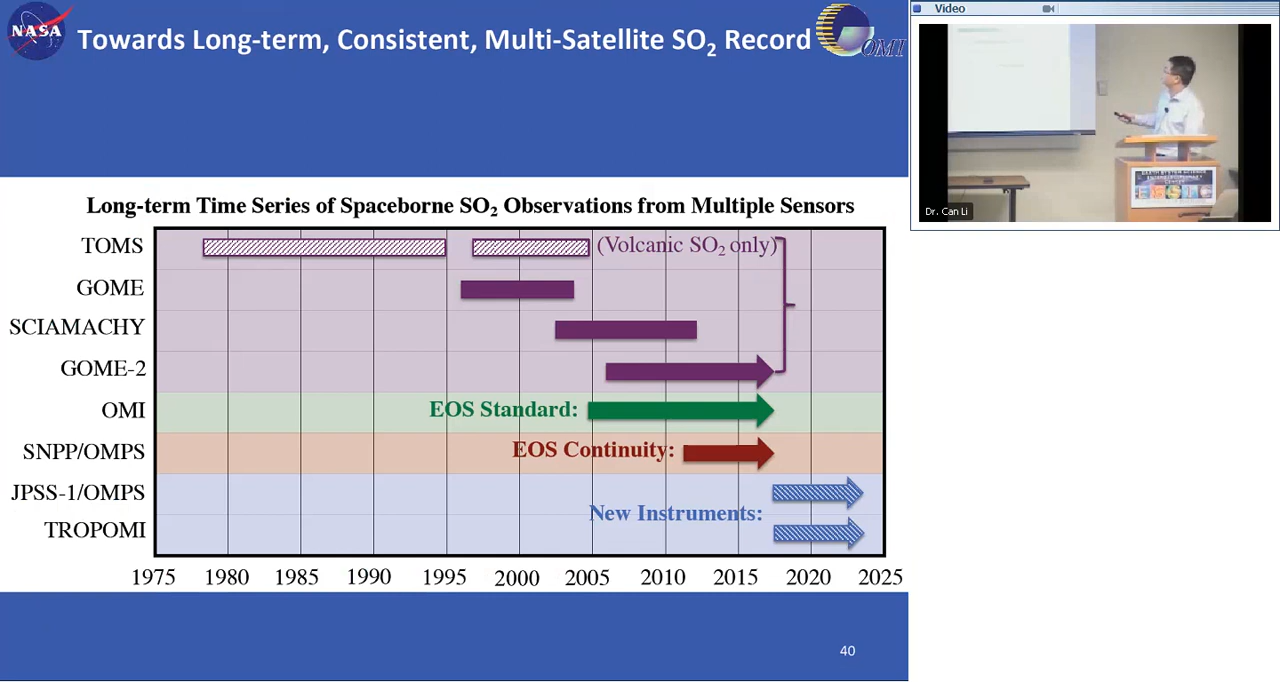 NASA
Towards Long-term, Consistent, Multi-Satellite SO₂ Record
OMI
Long-term Time Series of Spaceborne SO₂ Observations from Multiple Sensors
TOMS
(Volcanic SO₂ only)
GOME
SCIAMACHY
GOME-2
OMI
EOS Standard:
SNPP/OMPS
EOS Continuity:
JPSS-1/OMPS
New Instruments:
TROPOMI
1975 1980 1985 1990 1995 2000 2005 2010 2015 2020 2025
40
Video
Dr. Can Li